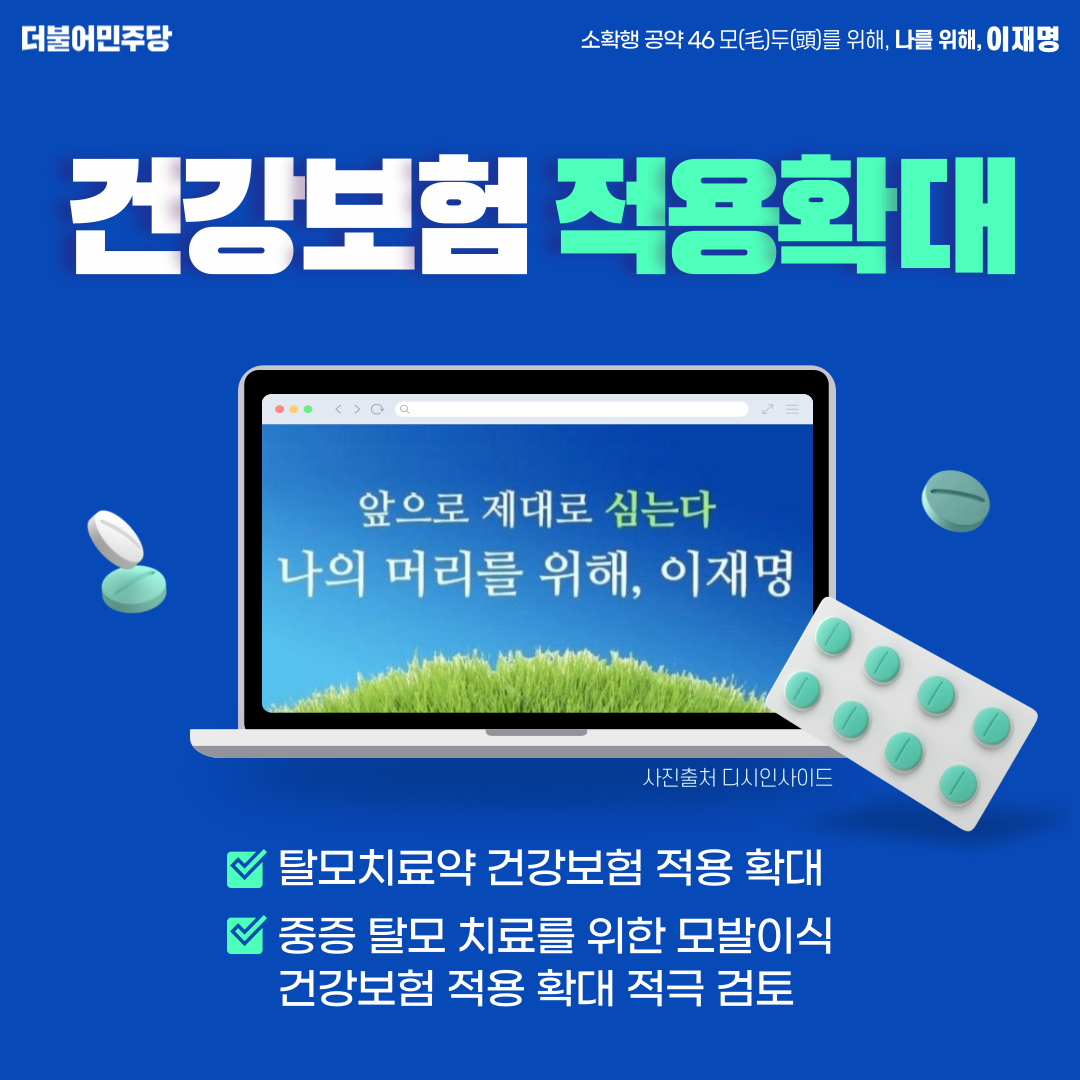 더불어민주당
소확행 공약 46 모(毛)두(頭)를 위해, 나를 위해, 이재명
건강보험 적용확대
앞으로 제대로 심는다
나의 머리를 위해, 이재명
사진출처 디시인사이드
탈모치료약 건강보험 적용 확대
중증 탈모 치료를 위한 모발이식
건강보험 적용 확대 적극 검토